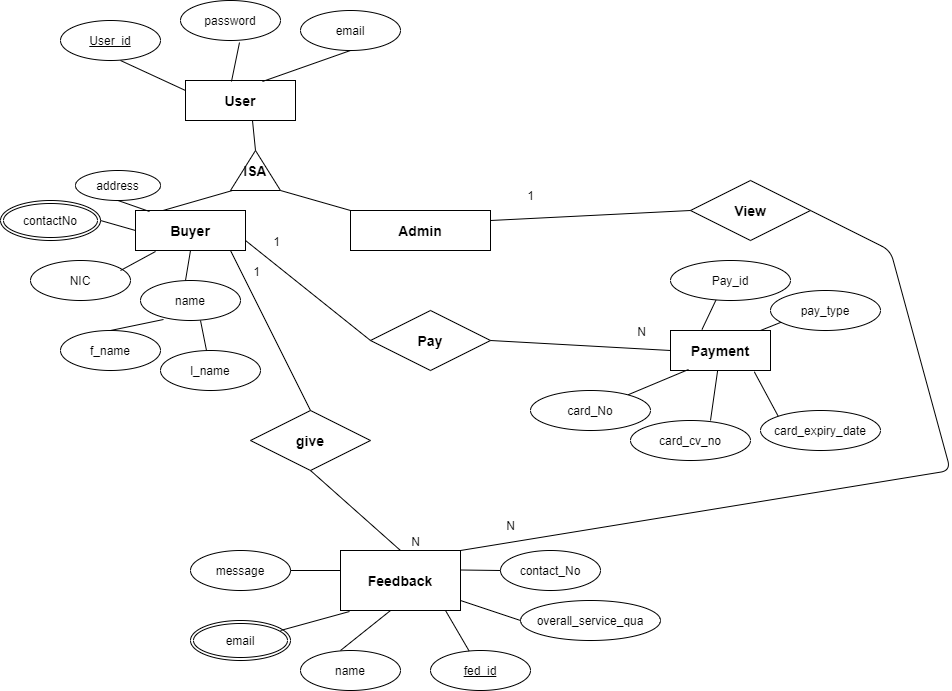 password
email
User_id
User
ISA
address
contactNo
Buyer
Admin
1
View
1
1
NIC
name
Pay_id
pay_type
f_name
l_name
Pay
N
Payment
card_No
card_cv_no
card_expiry_date
give
N
N
message
Feedback
contact_No
overall_service_qua
email
name
fed_id